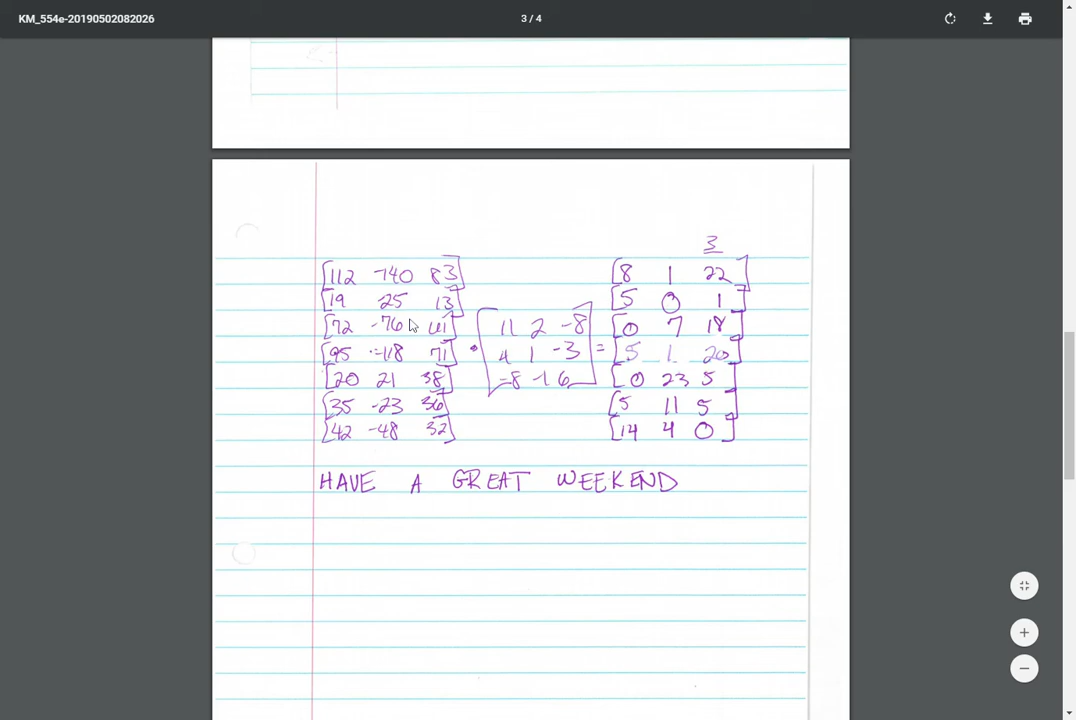 KM_554e-20190502082026 3 / 4
3
[112 -140 83] [8 1 22]
[19 25 13] [5 0 1]
[72 -76 61] [11 2 -8 [0 7 18]
[95 -118 71] • 4 1 -3 = [5 1 20]
[20 21 38] -8 -1 6] [0 23 5]
[35 -23 36] [5 11 5]
[42 -48 32] [14 4 0]
HAVE A GREAT WEEKEND